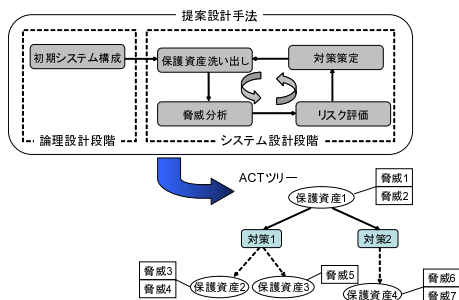 提案設計手法
初期システム構成
保護資産洗い出し
対策策定
脅威分析
リスク評価
論理設計段階
システム設計段階
ACTツリー
保護資産1
脅威1
脅威2
対策1
対策2
脅威3
脅威4
保護資産2
保護資産3
脅威5
保護資産4
脅威6
脅威7